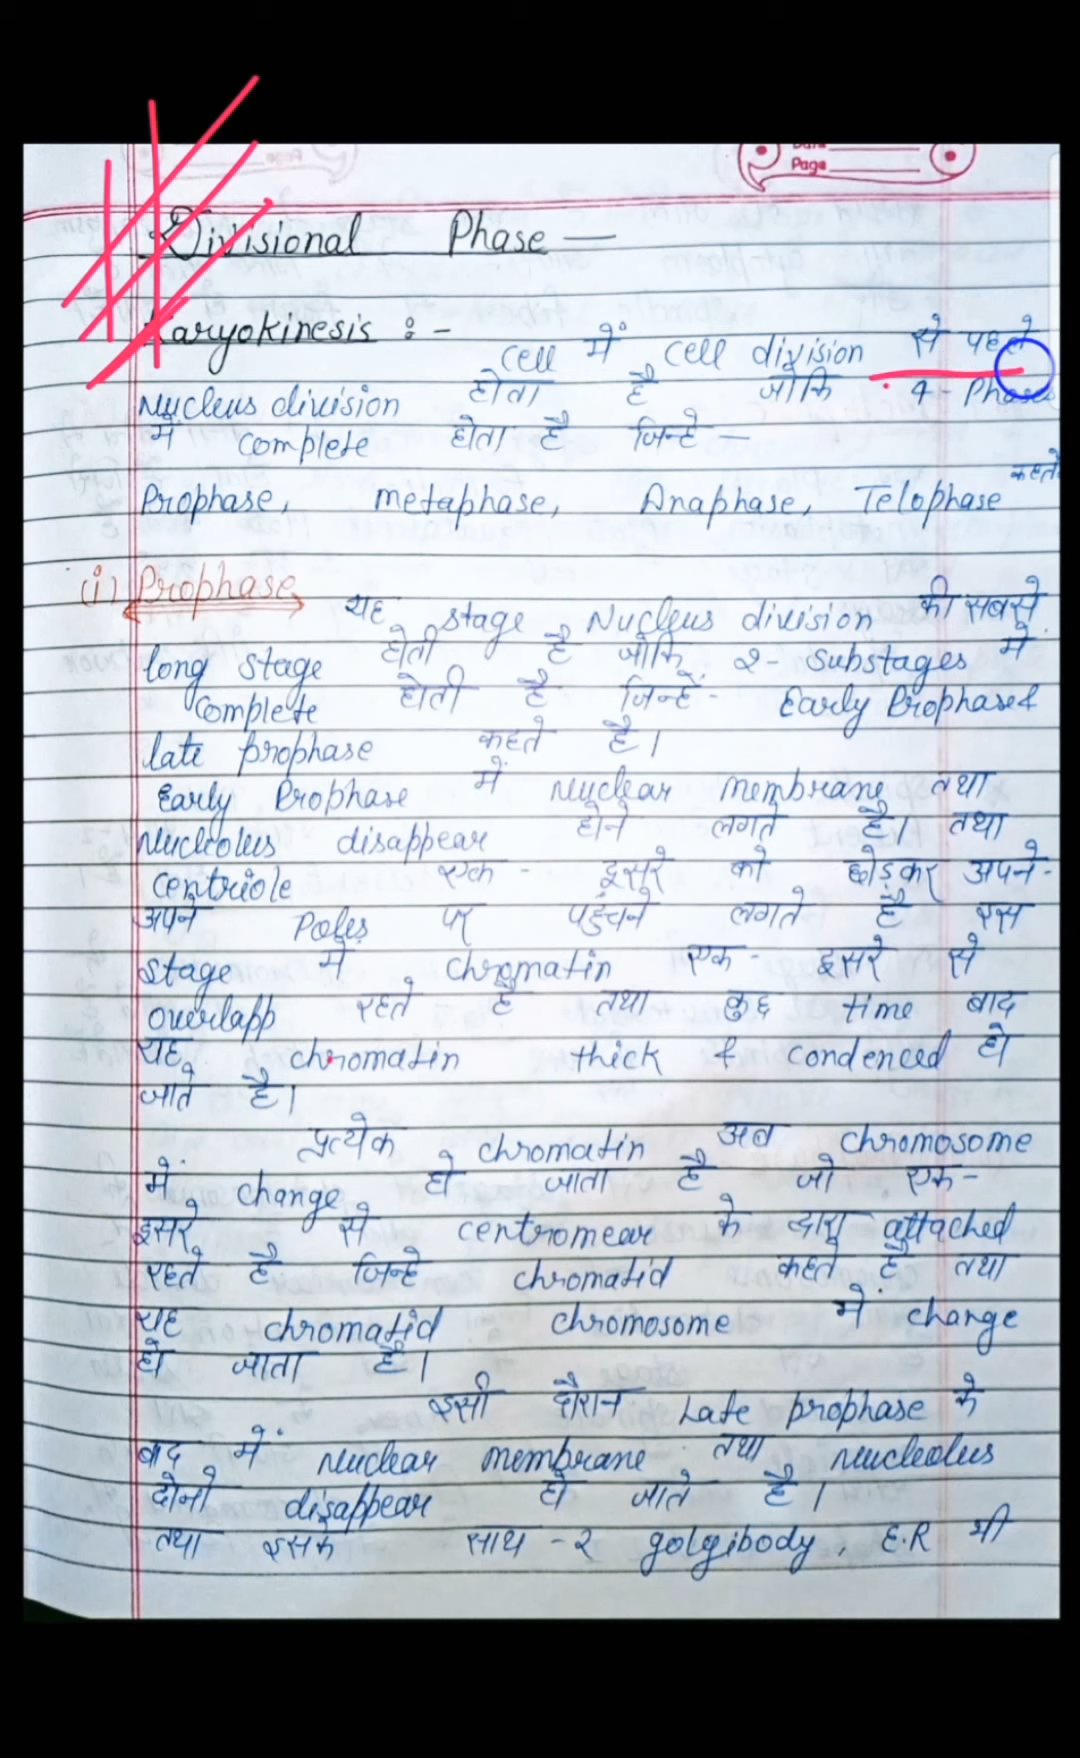 Date
Page
Divisional Phase —
Karyokinesis :-
Cell में cell division से पहले
Nucleus division होता है जोकि 4- Phases
में complete होता है जिन्हे —
Prophase, metaphase, Anaphase, Telophase कहते
(i) Prophase
यह stage Nucleus division की सबसे
long stage होती है जोकि 2- Substages में
Complete होती है जिन्हें- Early Prophase &
late prophase कहते है।
Early Prophase में Nuclear membrane तथा
Nucleolus disappear होने लगते है। तथा
Centriole एक - दूसरे को छोड़कर अपने-
अपने Poles पर पहुंचने लगते है इस
stage में chromatin एक- दूसरे से
overlapp रहते है तथा कुछ time बाद
यह chromatin thick & condensed हो
जाते है।
प्रत्येक chromatin अब chromosome
में change हो जाता है जो एक-
दूसरे से centromear के द्वारा attached
रहते है जिन्हे chromatid कहते है तथा
यह chromatid chromosome में change
हो जाता है।
इसी दौरान Late prophase के
बाद में nuclear membrane तथा nucleolus
दोनो disappear हो जाते है।
तथा इसके साथ -2 golgibody, E.R भी